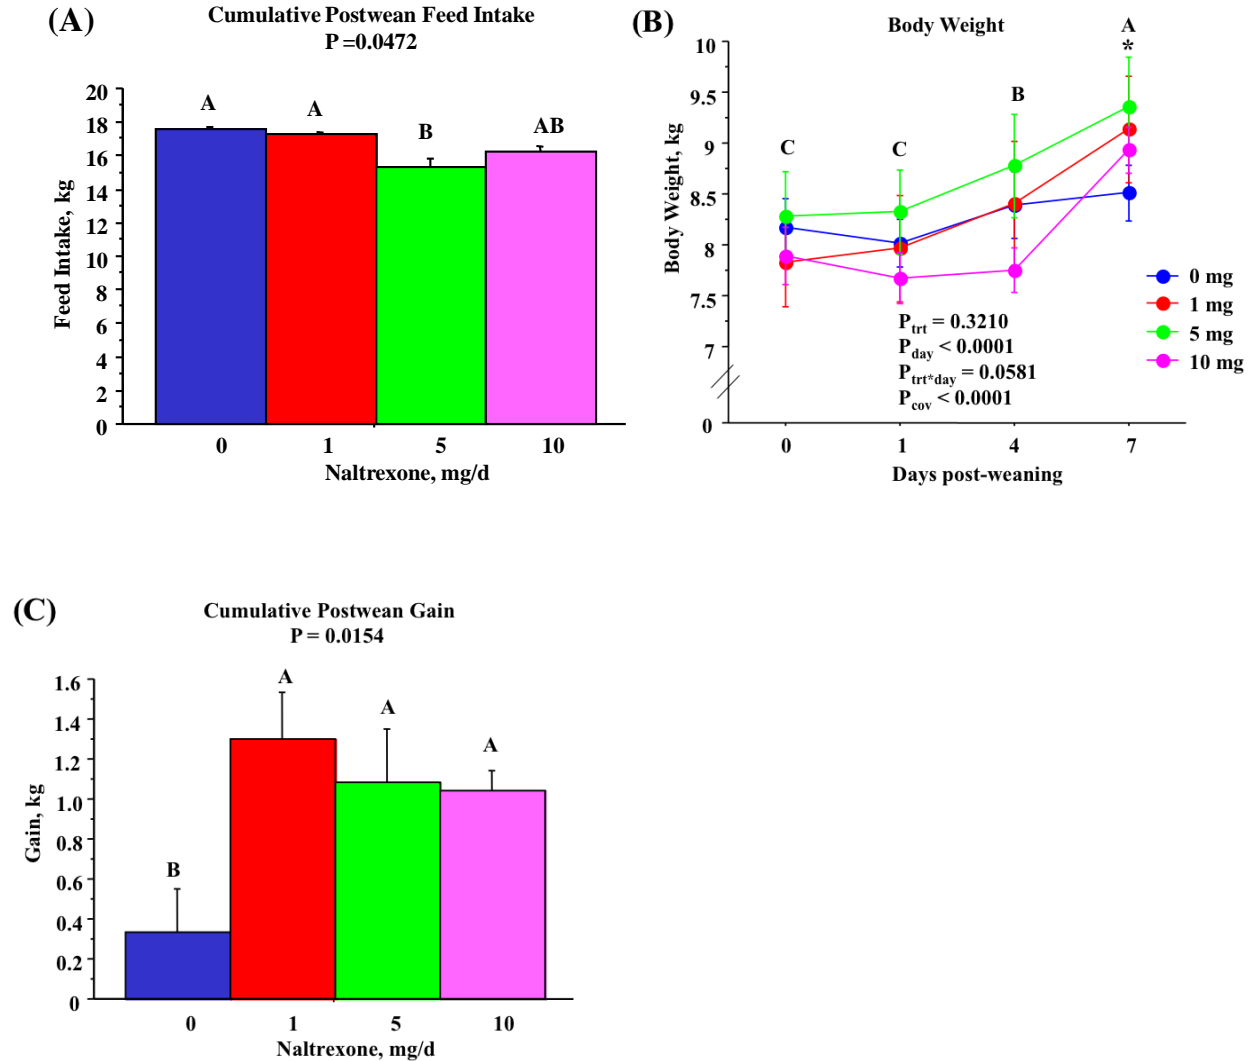 (A)
Cumulative Postwean Feed Intake
P =0.0472
20
18
16
14
12
10
8
6
4
2
0
Feed Intake, kg
A
A
B
AB
0 1 5 10
Naltrexone, mg/d
(B)
Body Weight
10
9.5
9
8.5
8
7.5
7
0
Body Weight, kg
C
C
B
A
*
P trt = 0.3210
P day < 0.0001
P trt*day = 0.0581
P cov < 0.0001
0 1 4 7
Days post-weaning
0 mg
1 mg
5 mg
10 mg
(C)
Cumulative Postwean Gain
P = 0.0154
1.6
1.4
1.2
1.0
0.8
0.6
0.4
0.2
0
Gain, kg
B
A
A
A
0 1 5 10
Naltrexone, mg/d